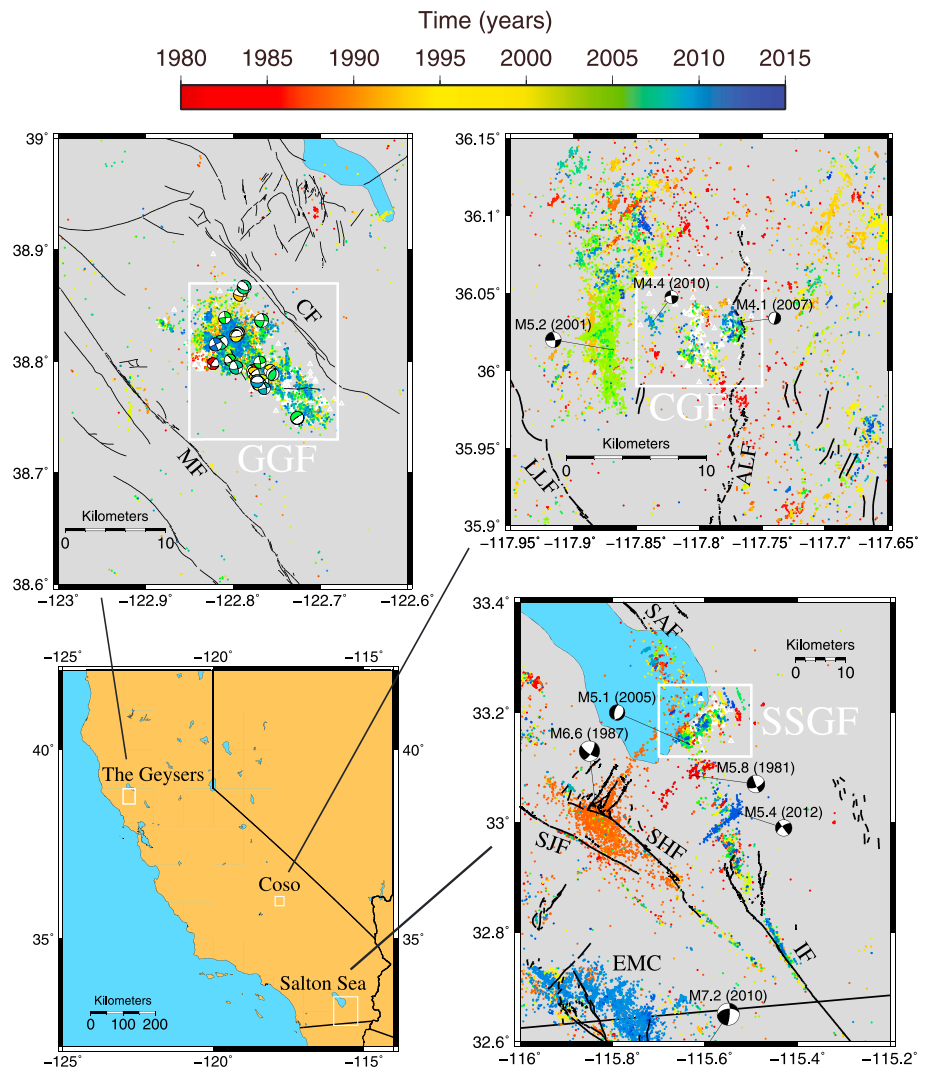 Time (years)
1980 1985 1990 1995 2000 2005 2010 2015
39°
38.9°
38.8°
38.7°
38.6°
−123° −122.9° −122.8° −122.7° −122.6°
CF
MF
GGF
Kilometers
0 10
36.15°
36.1°
36.05°
36°
35.95°
35.9°
−117.95° −117.9° −117.85° −117.8° −117.75° −117.7° −117.65°
M4.4 (2010)
M4.1 (2007)
M5.2 (2001)
CGF
Kilometers
0 10
LLF
ALF
−125° −120° −115°
40° 40°
35° 35°
The Geysers
Coso
Salton Sea
Kilometers
0 100 200
−125° −120° −115°
33.4°
33.2°
33°
32.8°
32.6°
−116° −115.8° −115.6° −115.4° −115.2°
SAF
Kilometers
0 10
M5.1 (2005)
SSGF
M6.6 (1987)
M5.8 (1981)
M5.4 (2012)
SJF
SHF
IF
EMC
M7.2 (2010)